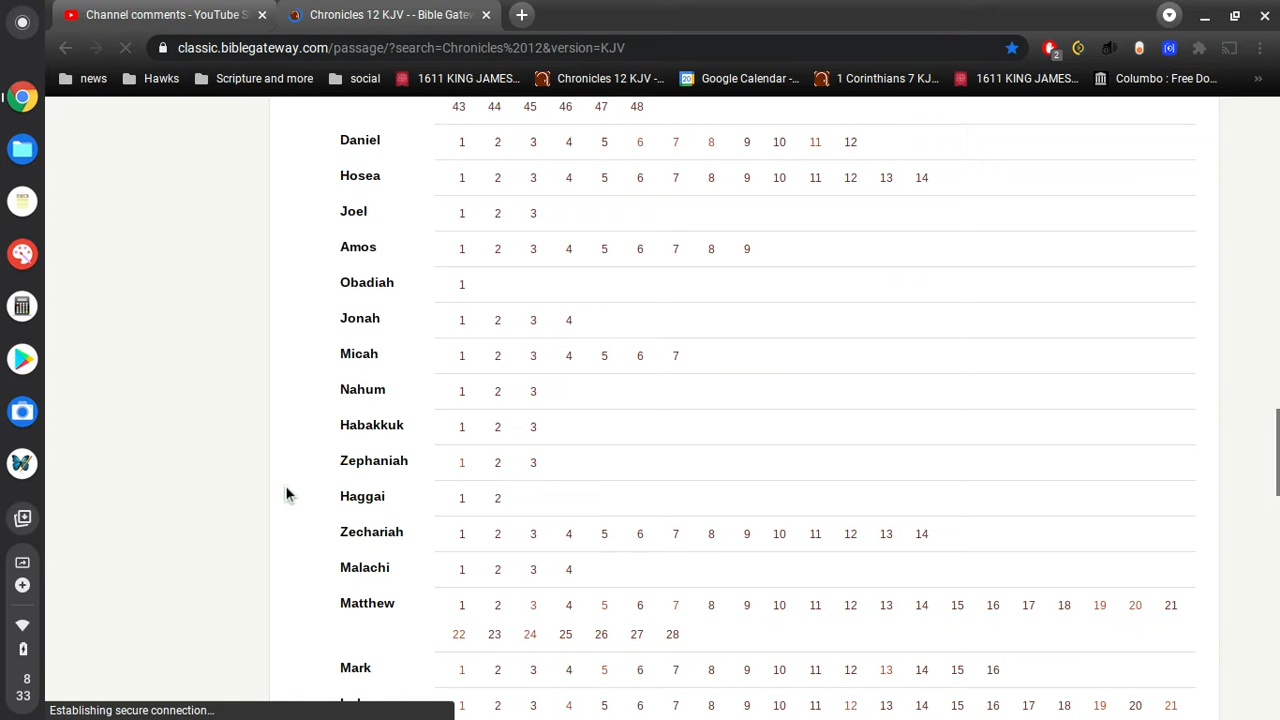 Channel comments - YouTube S
Chronicles 12 KJV - - Bible Gatew
classic.biblegateway.com/passage/?search=Chronicles%2012&version=KJV
2
news
Hawks
Scripture and more
social
1611 KING JAMES...
Chronicles 12 KJV -...
20
Google Calendar -...
1 Corinthians 7 KJ...
1611 KING JAMES...
Columbo : Free Do...
»
43 44 45 46 47 48
Daniel 1 2 3 4 5 6 7 8 9 10 11 12
Hosea 1 2 3 4 5 6 7 8 9 10 11 12 13 14
Joel 1 2 3
Amos 1 2 3 4 5 6 7 8 9
Obadiah 1
Jonah 1 2 3 4
Micah 1 2 3 4 5 6 7
Nahum 1 2 3
Habakkuk 1 2 3
Zephaniah 1 2 3
Haggai 1 2
Zechariah 1 2 3 4 5 6 7 8 9 10 11 12 13 14
Malachi 1 2 3 4
Matthew 1 2 3 4 5 6 7 8 9 10 11 12 13 14 15 16 17 18 19 20 21
22 23 24 25 26 27 28
Mark 1 2 3 4 5 6 7 8 9 10 11 12 13 14 15 16
1 2 3 4 5 6 7 8 9 10 11 12 13 14 15 16 17 18 19 20 21
8
33
Establishing secure connection...